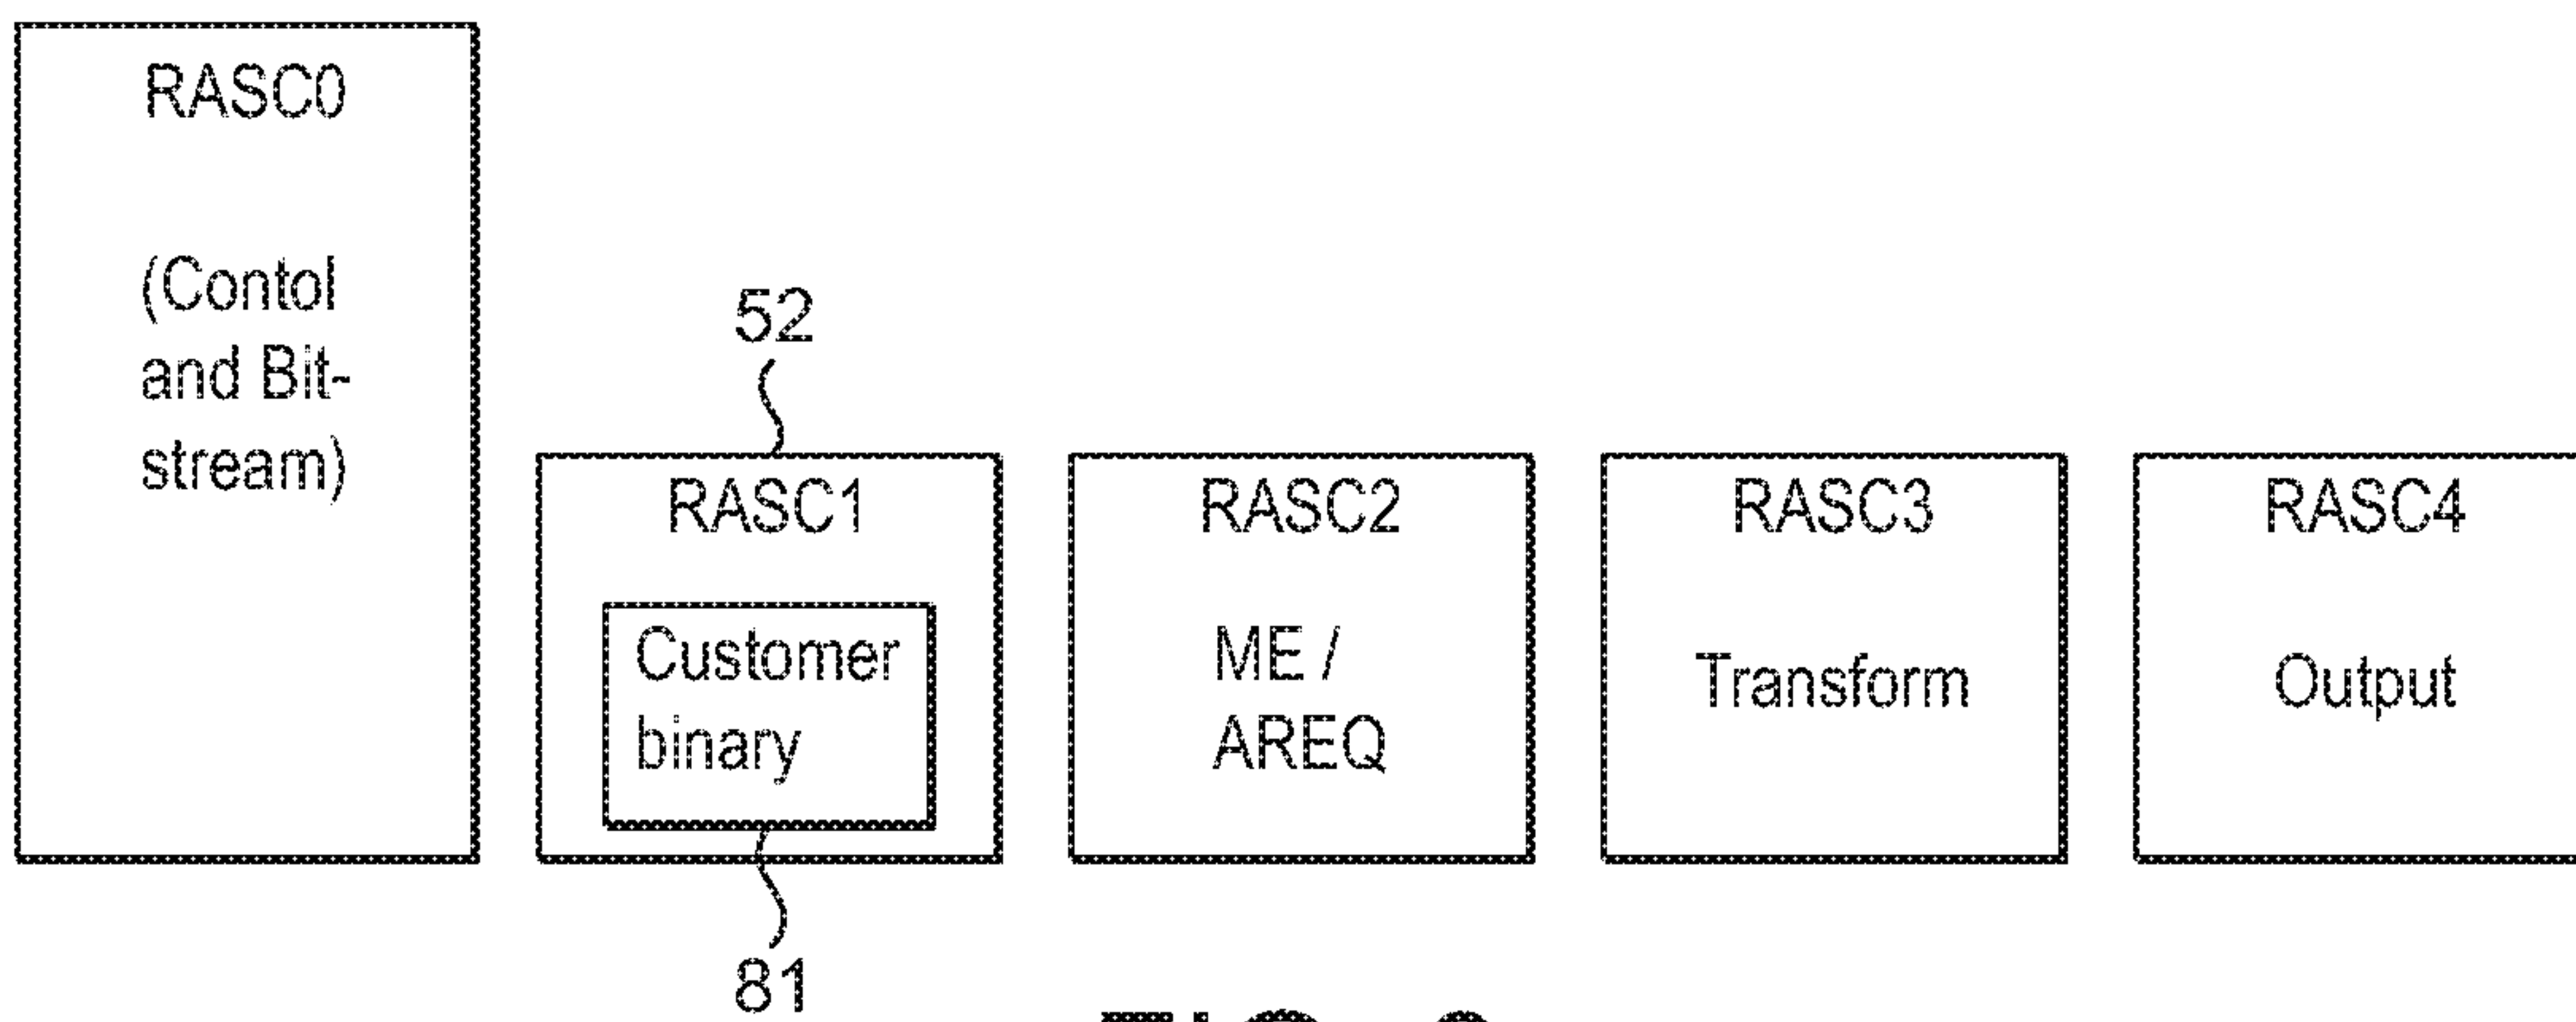 RASC0
(Contol
and Bit-
stream)
52
RASC1
Customer
binary
81
RASC2
ME /
AREQ
RASC3
Transform
RASC4
Output